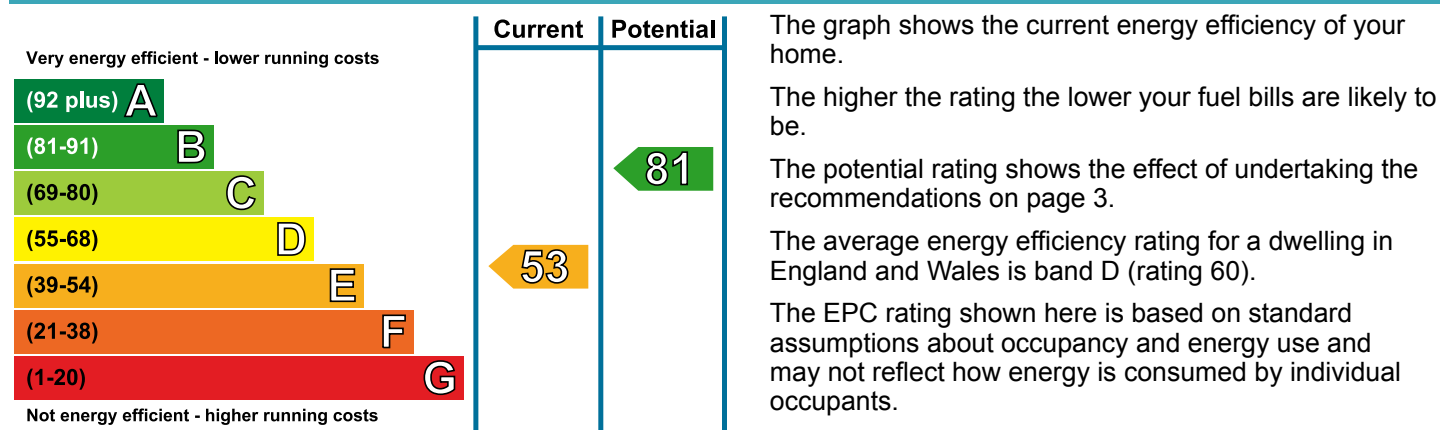 Current Potential
Very energy efficient - lower running costs
(92 plus) A
(81-91) B
(69-80) C
(55-68) D
(39-54) E
(21-38) F
(1-20) G
Not energy efficient - higher running costs
81
53
The graph shows the current energy efficiency of your
home.
The higher the rating the lower your fuel bills are likely to
be.
The potential rating shows the effect of undertaking the
recommendations on page 3.
The average energy efficiency rating for a dwelling in
England and Wales is band D (rating 60).
The EPC rating shown here is based on standard
assumptions about occupancy and energy use and
may not reflect how energy is consumed by individual
occupants.